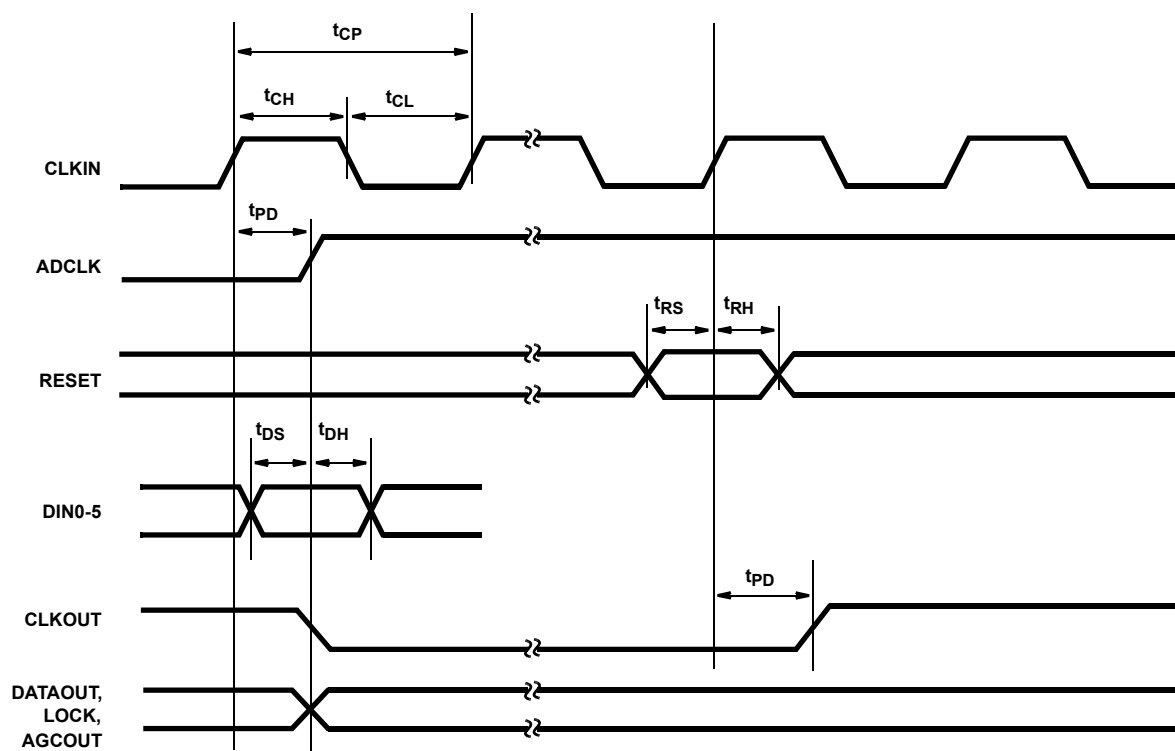 tCP
tCH
tCL
CLKIN
tPD
ADCLK
tRS
tRH
RESET
tDS
tDH
DIN0-5
tPD
CLKOUT
DATAOUT,
LOCK,
AGCOUT